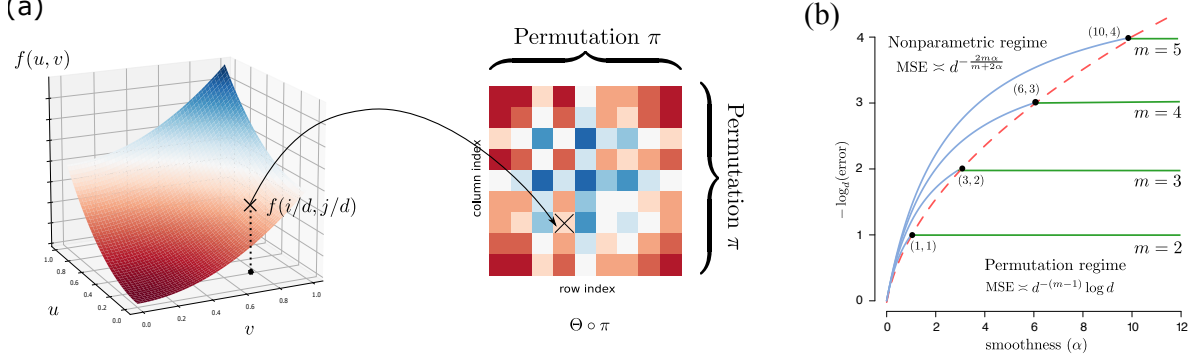 (a)
f(u, v)
1.0
0.8
0.6
0.4
0.2
0.0
u
0.0
0.2
0.4
0.6
0.8
1.0
v
f(i/d, j/d)
Permutation π
Permutation π
column index
row index
Θ ∘ π
(b)
Nonparametric regime
MSE ≍ d^{-\frac{2mα}{m+2α}}
(10, 4)
m = 5
(6, 3)
m = 4
(3, 2)
m = 3
(1, 1)
m = 2
Permutation regime
MSE ≍ d^{-(m-1)} log d
− log_d(error)
4
3
2
1
0
0 2 4 6 8 10 12
smoothness (α)